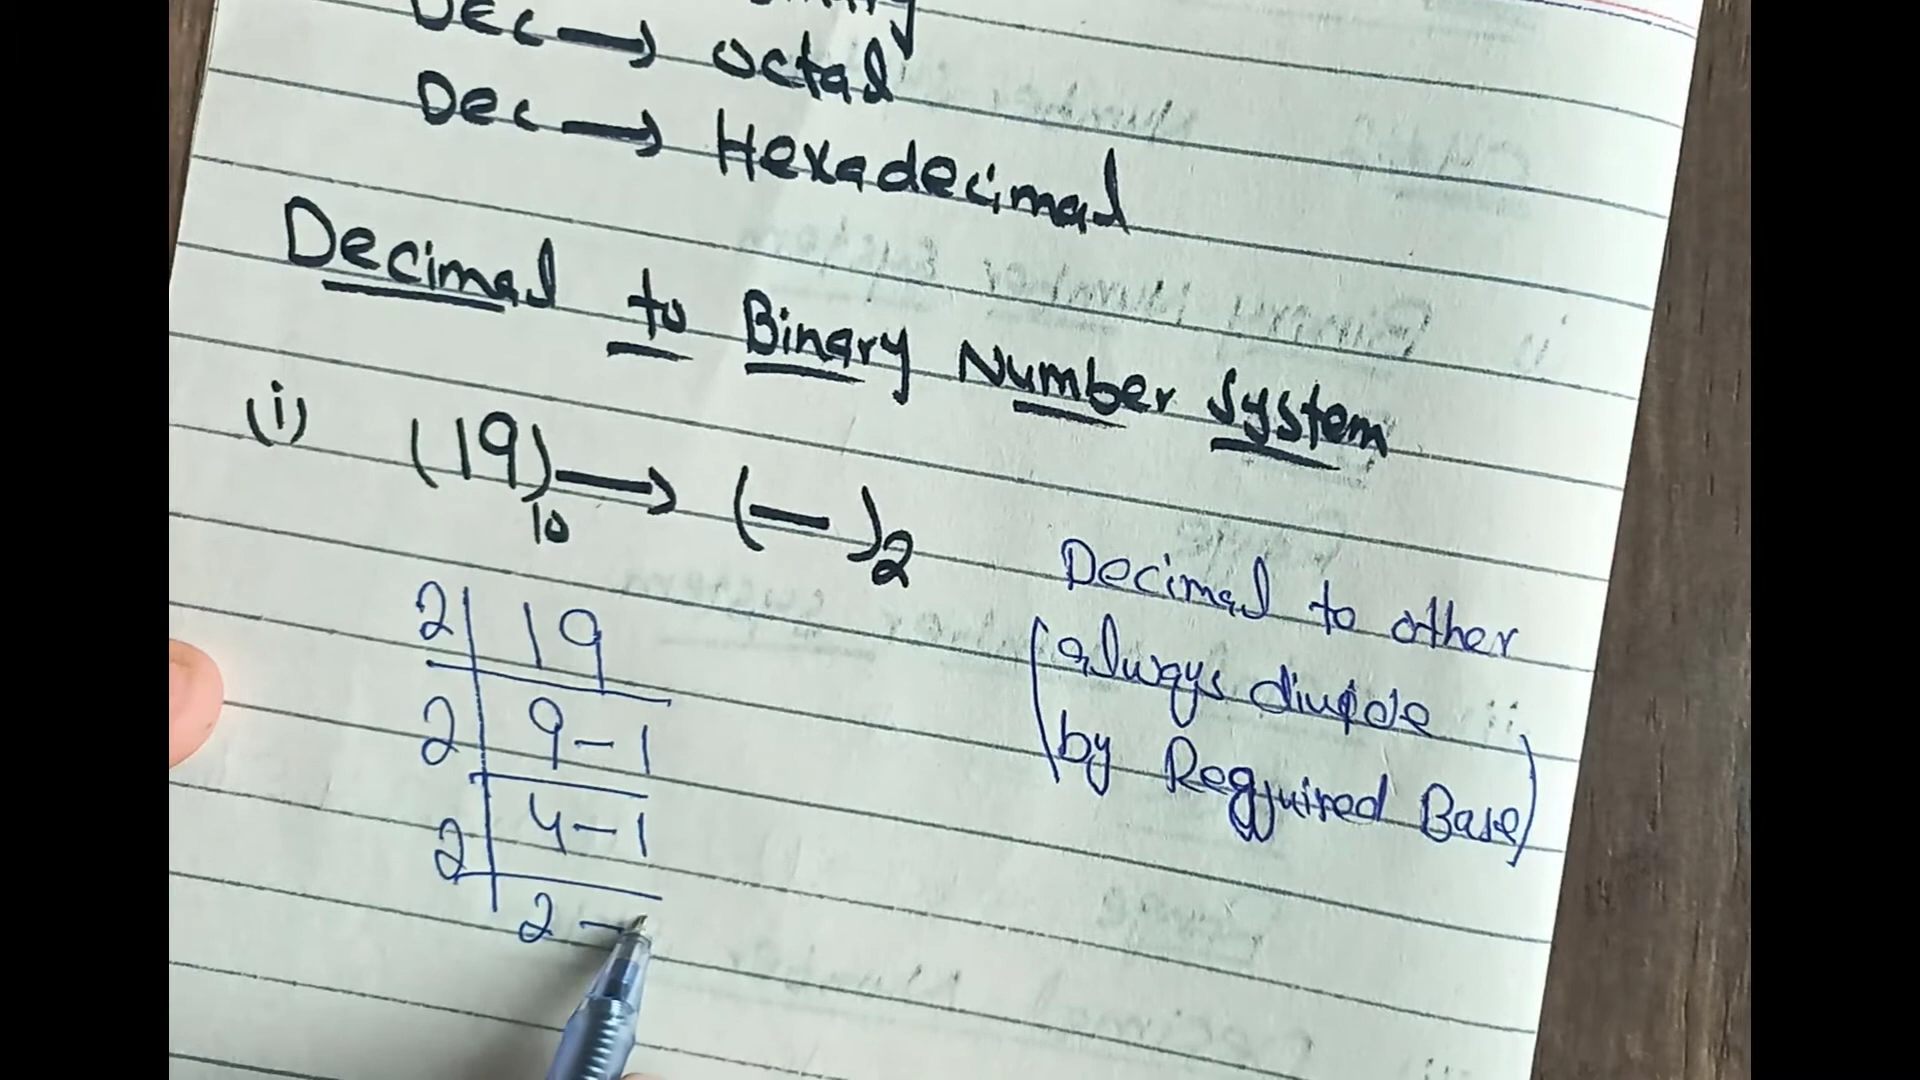 Dec → octal
Dec → Hexadecimal
Decimal to Binary Number System
(i) (19)10 → (—)2
Decimal to other
(always divide
by Reqquired Base)
2 | 19
2 | 9 – 1
2 | 4 – 1
2 –